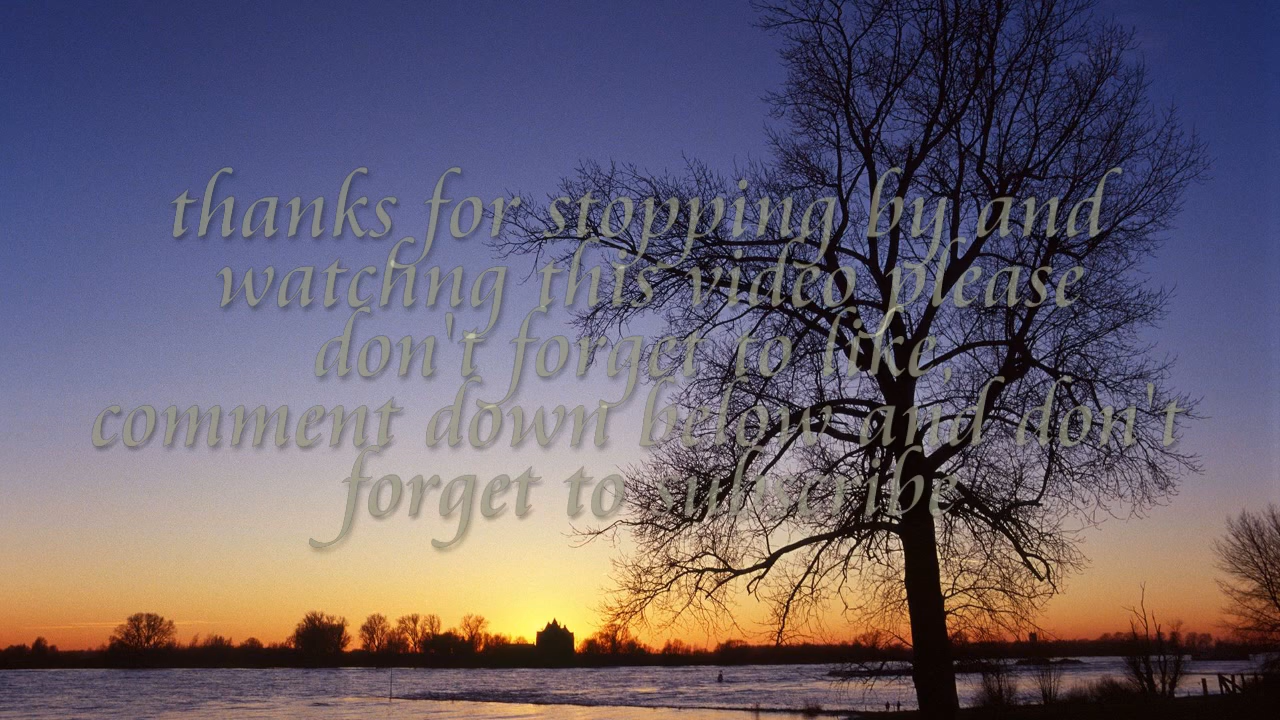 thanks for stopping by and
watchng this video please
don't forget to like,
comment down below and don't
forget to subscribe